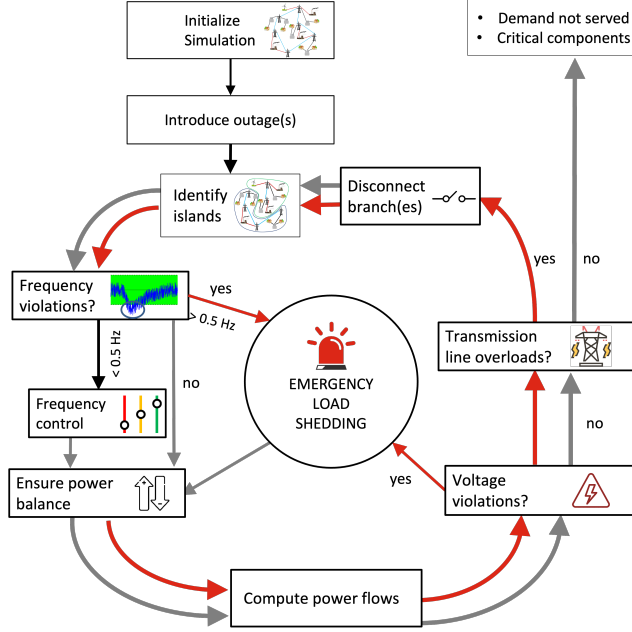 Initialize
Simulation
• Demand not served
• Critical components
Introduce outage(s)
Identify
islands
Disconnect
branch(es)
Frequency
violations?
yes
> 0.5 Hz
< 0.5 Hz
no
EMERGENCY
LOAD
SHEDDING
yes
no
Transmission
line overloads?
Frequency
control
no
Ensure power
balance
+
-
yes
Voltage
violations?
Compute power flows